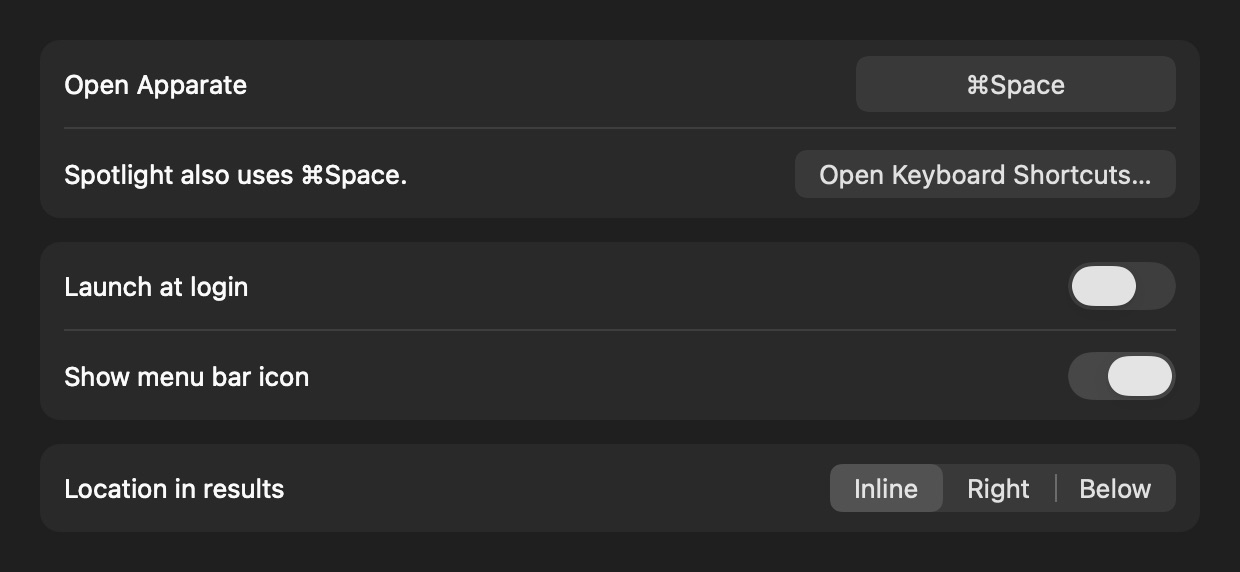 Open Apparate
⌘Space
Spotlight also uses ⌘Space.
Open Keyboard Shortcuts...
Launch at login
Show menu bar icon
Location in results
Inline
Right
Below